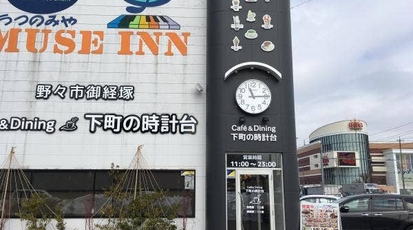 うつのみや
MUSE INN
野々市御経塚
é & Dining 下町の時計台
Café & Dining
下町の時計台
営業時間
11:00〜23:00